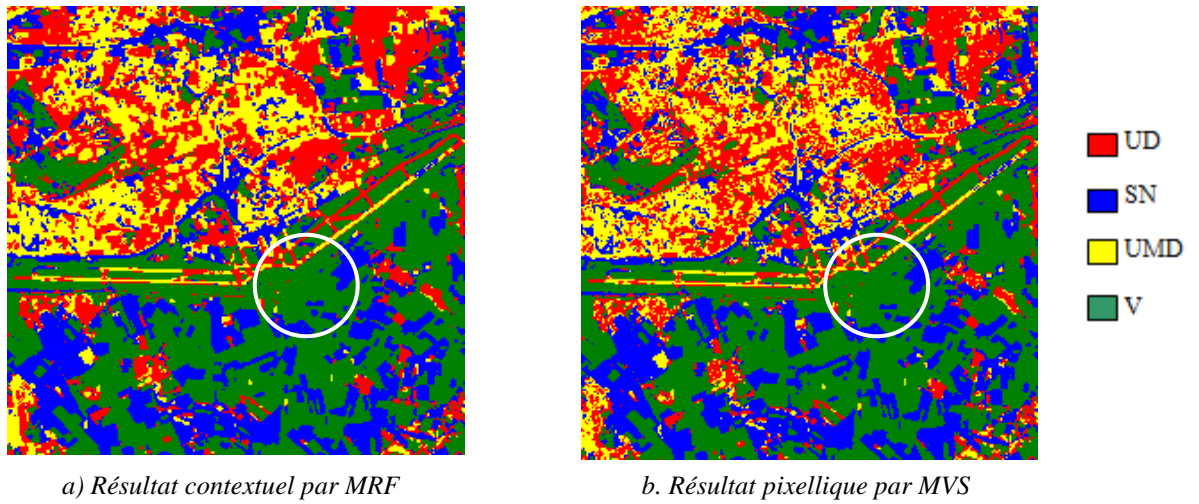 UD
SN
UMD
V
a) Résultat contextuel par MRF
b. Résultat pixellique par MVS